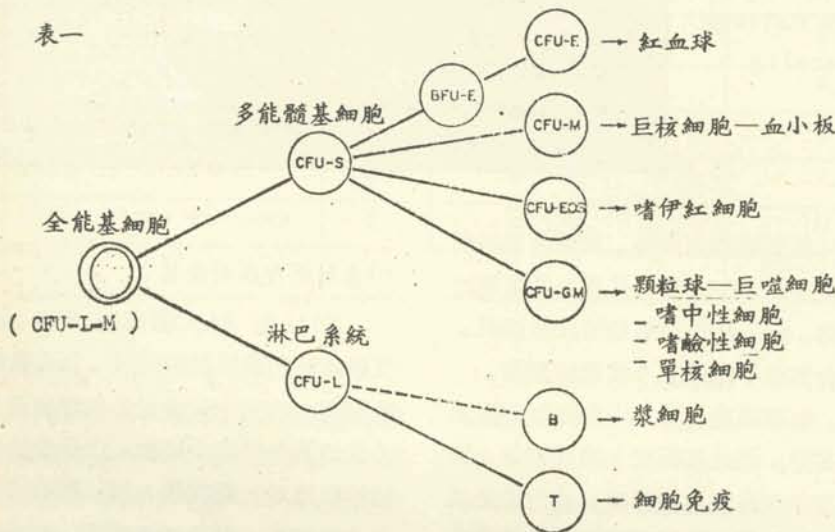 表一
CFU-E → 紅血球
BFU-E
多能髓基細胞
CFU-M → 巨核細胞—血小板
CFU-S
CFU-EOS → 嗜伊紅細胞
全能基細胞
CFU-GM → 顆粒球—巨噬細胞
- 嗜中性細胞
- 嗜鹼性細胞
- 單核細胞
( CFU-L-M )
淋巴系統
CFU-L
B → 漿細胞
T → 細胞免疫